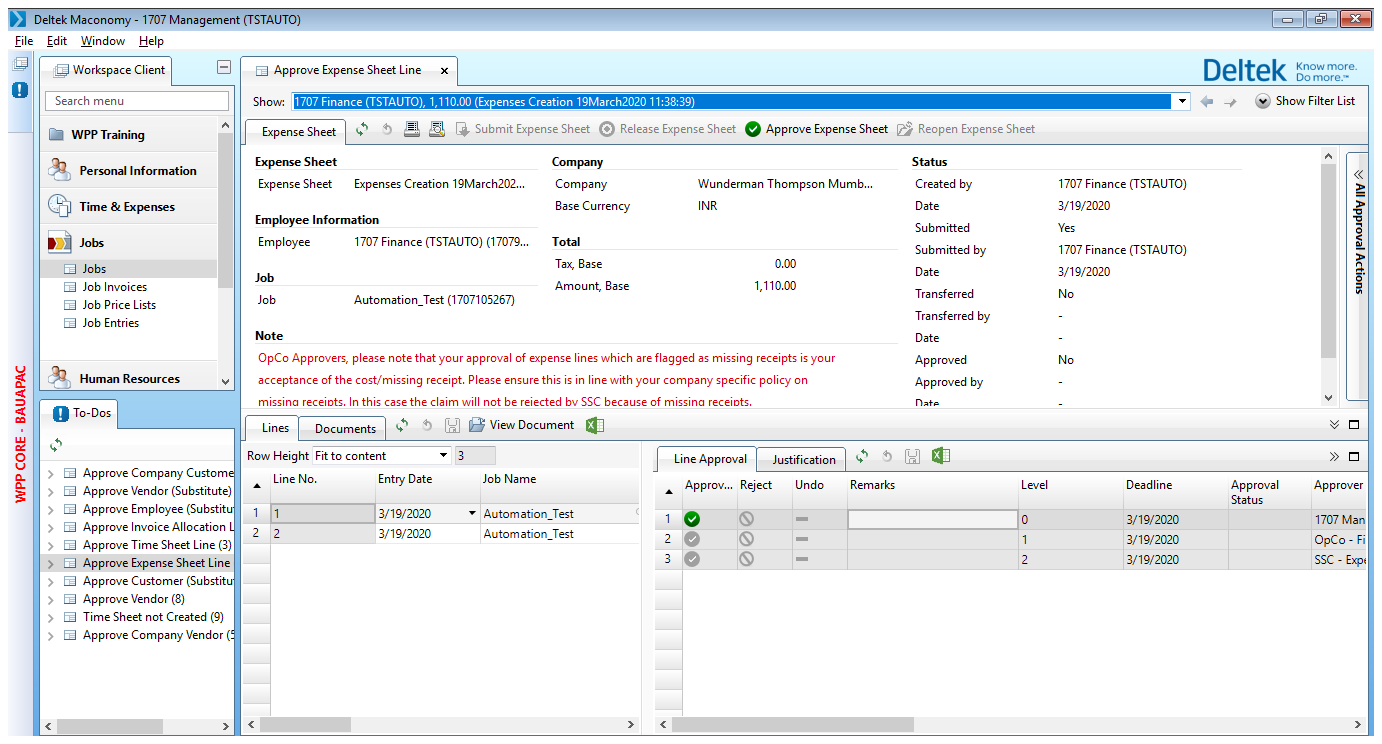 Deltek Maconomy - 1707 Management (TSTAUTO)
File Edit Window Help
Workspace Client
Search menu
WPP Training
Personal Information
Time & Expenses
Jobs
Jobs
Job Invoices
Job Price Lists
Job Entries
Human Resources
WPP CORE - BAUAPAC
To-Dos
Approve Company Custome
Approve Vendor (Substitute)
Approve Employee (Substitu
Approve Invoice Allocation L
Approve Time Sheet Line (3)
Approve Expense Sheet Line
Approve Customer (Substitu
Approve Vendor (8)
Time Sheet not Created (9)
Approve Company Vendor (5
Approve Expense Sheet Line x
Deltek Know more.
Do more.™
Show: 1707 Finance (TSTAUTO), 1,110.00 (Expenses Creation 19March2020 11:38:39) Show Filter List
Expense Sheet Submit Expense Sheet Release Expense Sheet Approve Expense Sheet Reopen Expense Sheet
Expense Sheet
Expense Sheet Expenses Creation 19March202...
Employee Information
Employee 1707 Finance (TSTAUTO) (17079...
Job
Job Automation_Test (1707105267)
Note
OpCo Approvers, please note that your approval of expense lines which are flagged as missing receipts is your
acceptance of the cost/missing receipt. Please ensure this is in line with your company specific policy on
missing receipts. In this case the claim will not be rejected by SSC because of missing receipts.
Company
Company Wunderman Thompson Mumb...
Base Currency INR
Total
Tax, Base 0.00
Amount, Base 1,110.00
Status
Created by 1707 Finance (TSTAUTO)
Date 3/19/2020
Submitted Yes
Submitted by 1707 Finance (TSTAUTO)
Date 3/19/2020
Transferred No
Transferred by -
Date -
Approved No
Approved by -
Date -
All Approval Actions
Lines Documents View Document
Row Height Fit to content 3
Line No. Entry Date Job Name
1 1 3/19/2020 Automation_Test
2 2 3/19/2020 Automation_Test
Line Approval Justification
Approv... Reject Undo Remarks Level Deadline Approval Status Approver
1 0 3/19/2020 1707 Man
2 1 3/19/2020 OpCo - Fi
3 2 3/19/2020 SSC - Expe